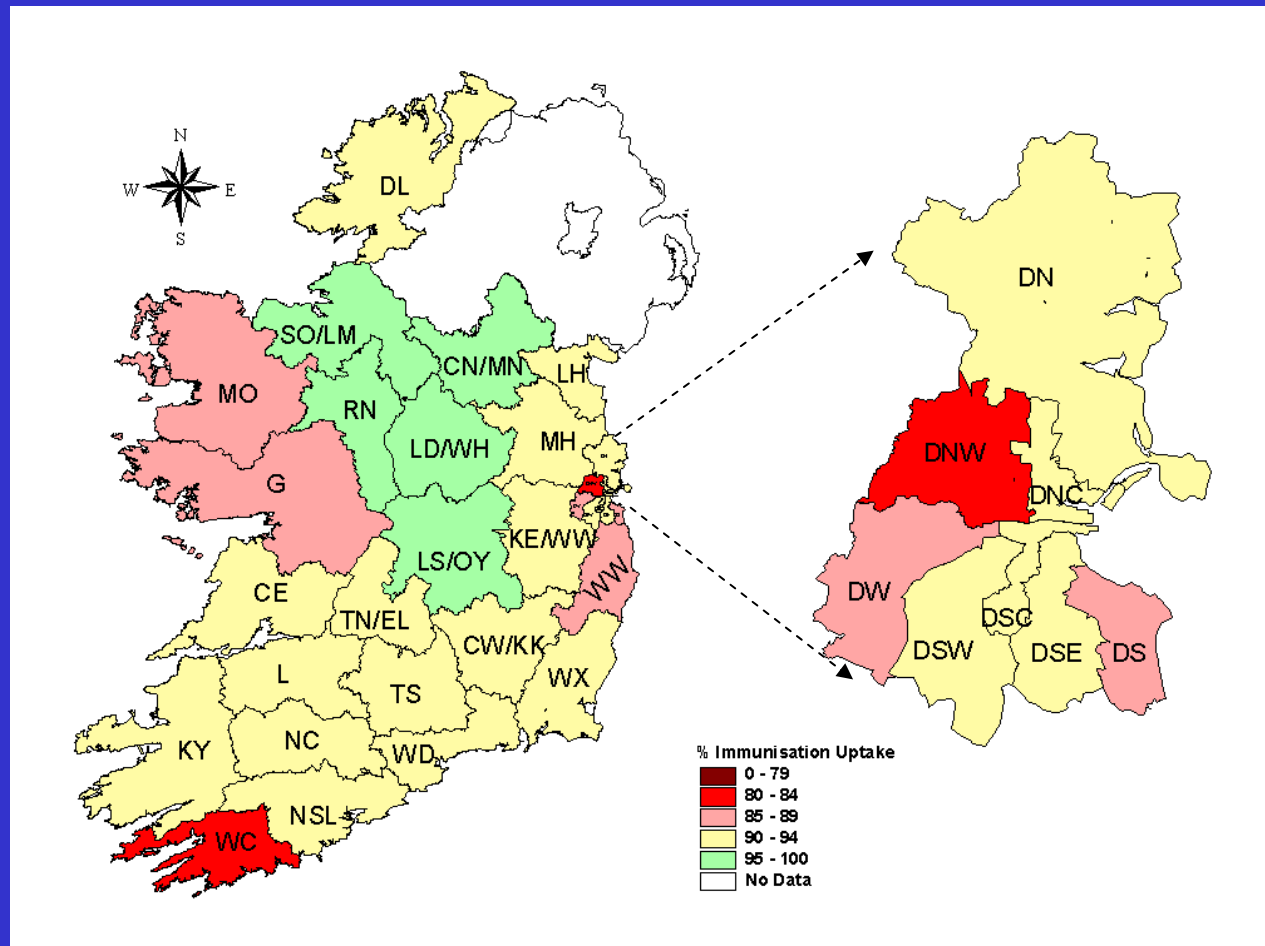 N
W E
S
DL
DN
SO/LM
CN/MN
LH
MO
RN
MH
LD/WH
DNW
G
DNC
KE/WW
LS/OY
WW
CE
DW
TN/EL
DSC
CW/KK
DSW
DSE
DS
L
WX
TS
KY
NC
WD
NSL
WC
% Immunisation Uptake
0 - 79
80 - 84
85 - 89
90 - 94
95 - 100
No Data